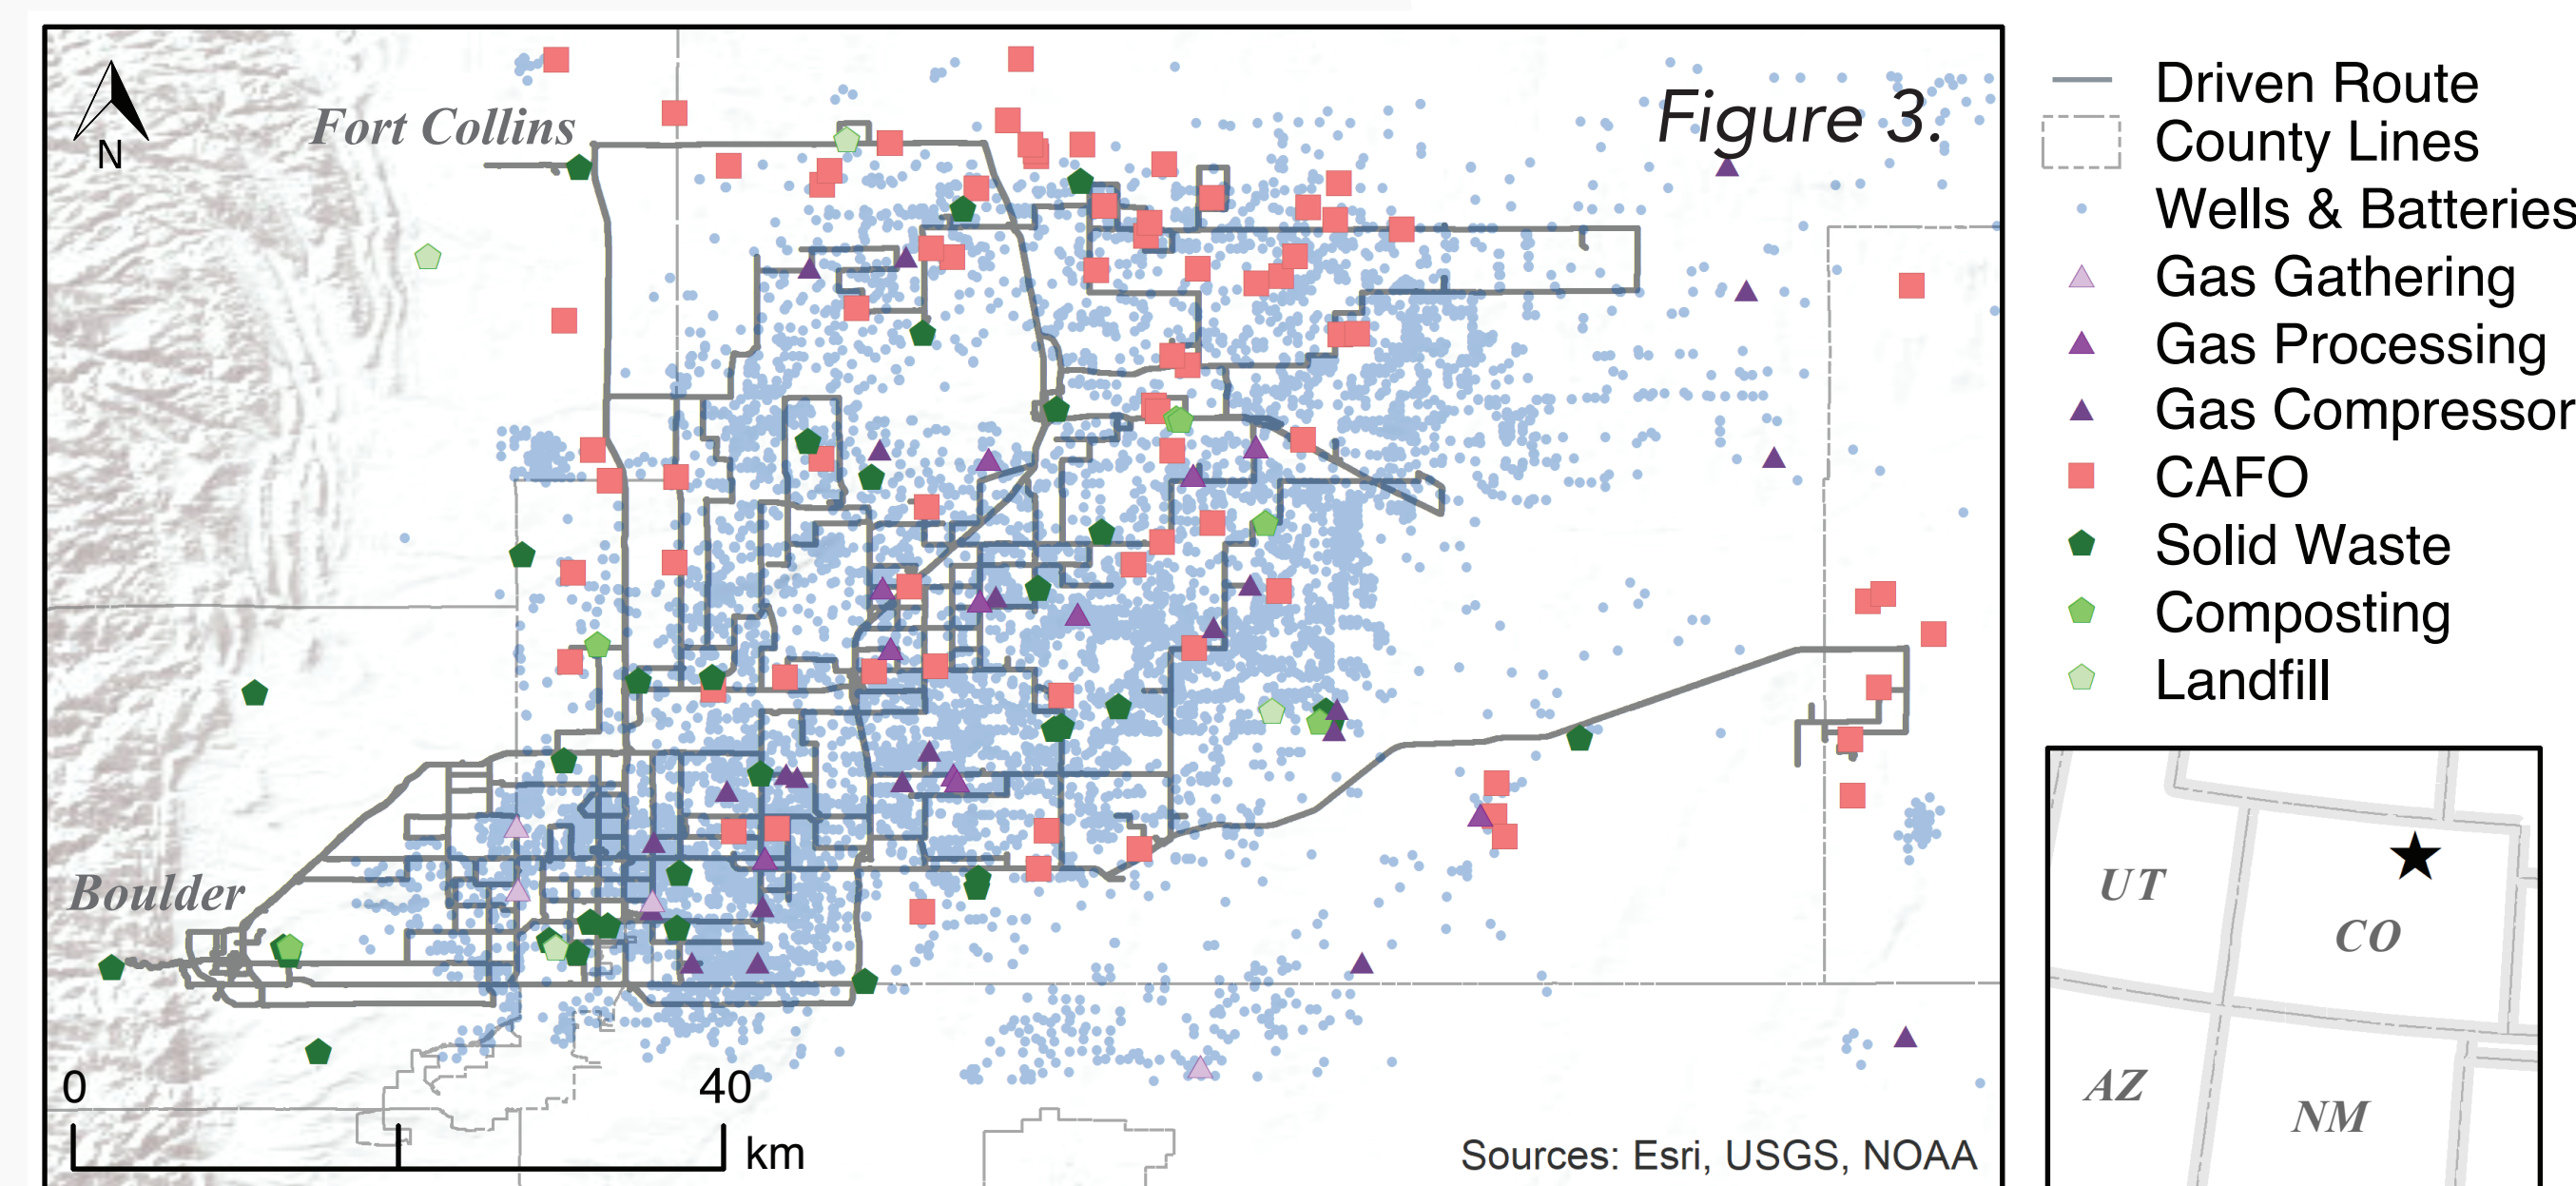 Figure 3.
Fort Collins
N
Boulder
0
40
km
Sources: Esri, USGS, NOAA
Driven Route
County Lines
Wells & Batteries
Gas Gathering
Gas Processing
Gas Compressor
CAFO
Solid Waste
Composting
Landfill
UT
CO
AZ
NM